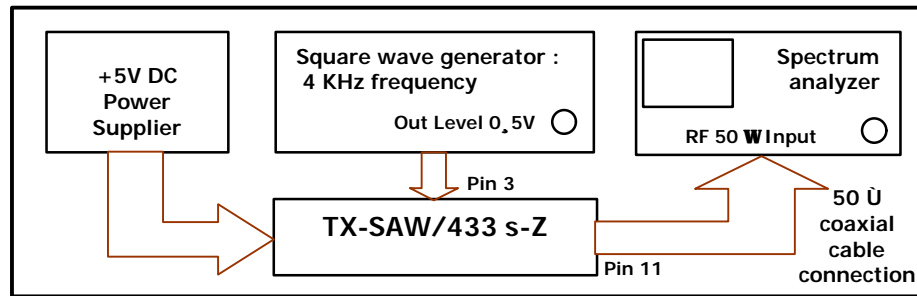 +5V DC
Power
Supplier
Square wave generator :
4 KHz frequency
Out Level 0¸5V
Spectrum
analyzer
RF 50 W Input
Pin 3
TX-SAW/433 s-Z
Pin 11
50 Ù
coaxial
cable
connection